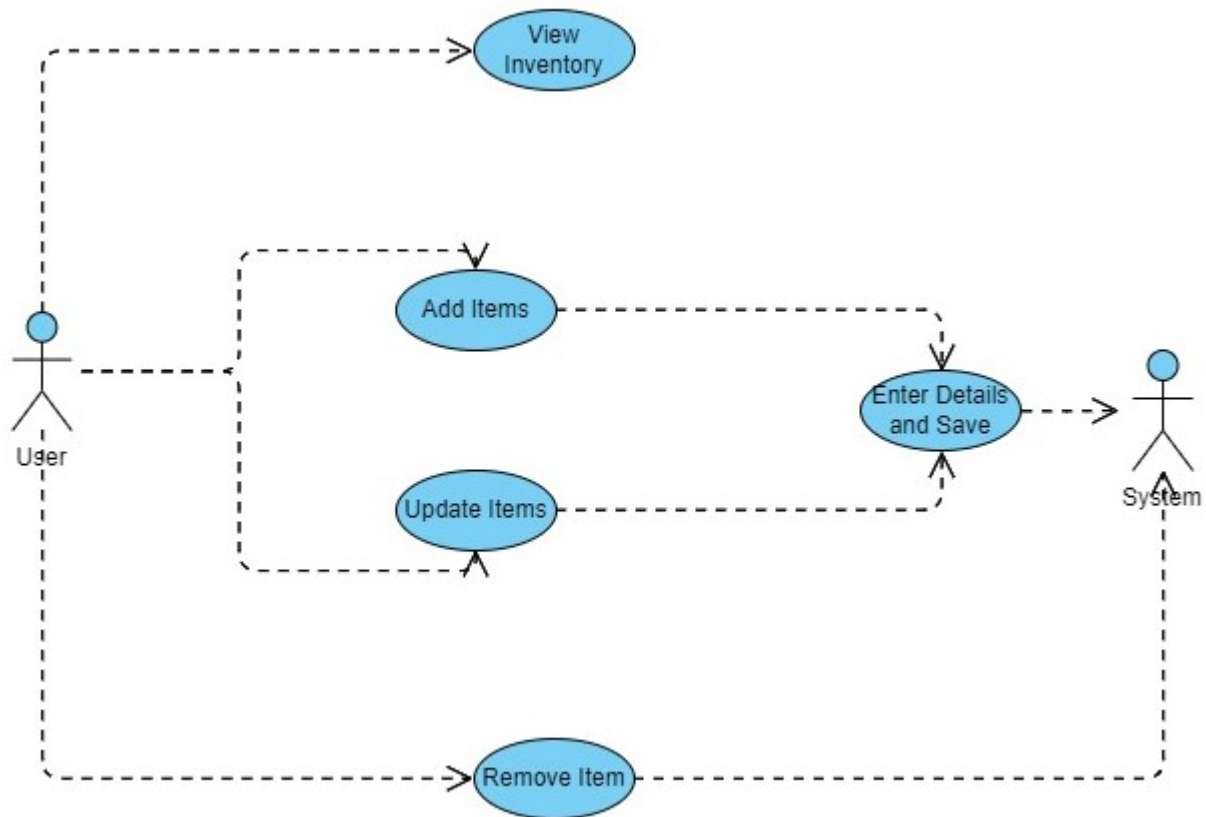 View
Inventory
Add Items
Enter Details
and Save
User
System
Update Items
Remove Item